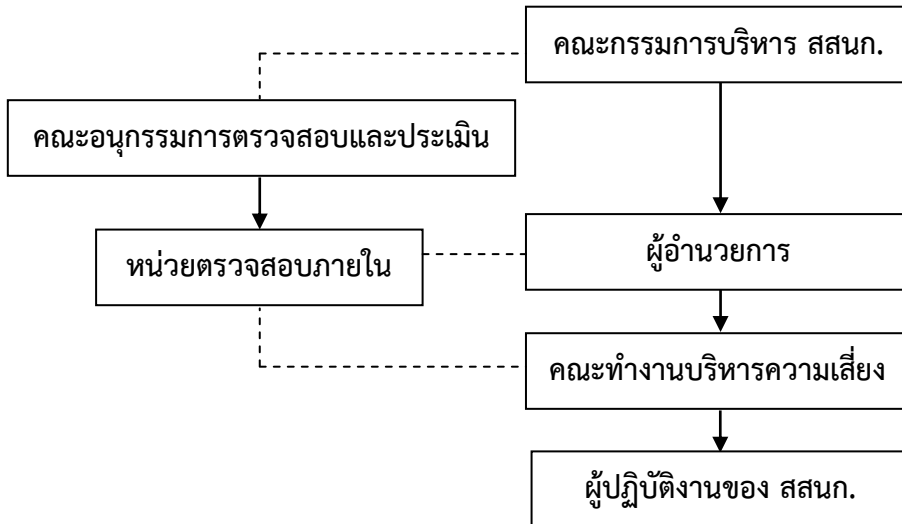 คณะกรรมการบริหาร สสนก.
คณะอนุกรรมการตรวจสอบและประเมิน
หน่วยตรวจสอบภายใน
ผู้อำนวยการ
คณะทำงานบริหารความเสี่ยง
ผู้ปฏิบัติงานของ สสนก.